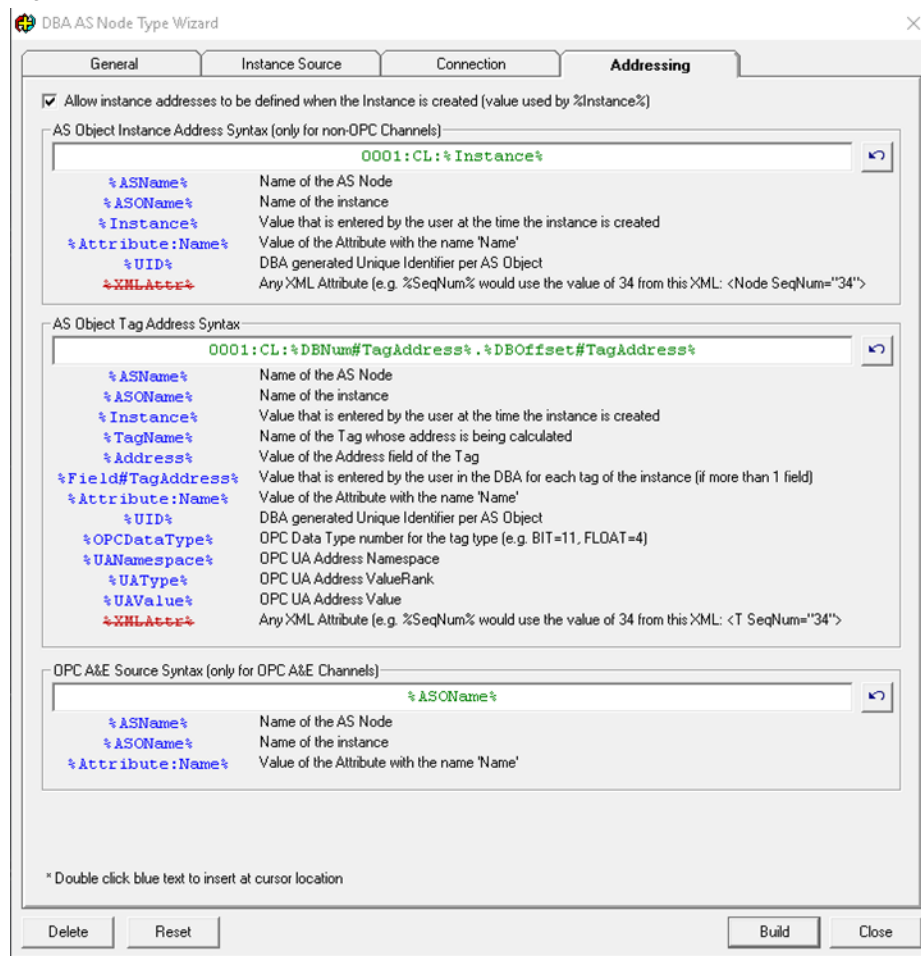 DBA AS Node Type Wizard
General Instance Source Connection Addressing
Allow instance addresses to be defined when the Instance is created (value used by %Instance%)
AS Object Instance Address Syntax (only for non-OPC Channels)
0001:CL:%Instance%
%ASName% Name of the AS Node
%ASOName% Name of the instance
%Instance% Value that is entered by the user at the time the instance is created
%Attribute:Name% Value of the Attribute with the name 'Name'
%UID% DBA generated Unique Identifier per AS Object
%XMLAttr% Any XML Attribute (e.g. %SeqNum% would use the value of 34 from this XML: <Node SeqNum="34">
AS Object Tag Address Syntax
0001:CL:%DBNum#TagAddress%.%DBOffset#TagAddress%
%ASName% Name of the AS Node
%ASOName% Name of the instance
%Instance% Value that is entered by the user at the time the instance is created
%TagName% Name of the Tag whose address is being calculated
%Address% Value of the Address field of the Tag
%Field#TagAddress% Value that is entered by the user in the DBA for each tag of the instance (if more than 1 field)
%Attribute:Name% Value of the Attribute with the name 'Name'
%UID% DBA generated Unique Identifier per AS Object
%OPCDataType% OPC Data Type number for the tag type (e.g. BIT=11, FLOAT=4)
%UANamespace% OPC UA Address Namespace
%UAType% OPC UA Address ValueRank
%UAValue% OPC UA Address Value
%XMLAttr% Any XML Attribute (e.g. %SeqNum% would use the value of 34 from this XML: <T SeqNum="34">
OPC A&E Source Syntax (only for OPC A&E Channels)
%ASOName%
%ASName% Name of the AS Node
%ASOName% Name of the instance
%Attribute:Name% Value of the Attribute with the name 'Name'
* Double click blue text to insert at cursor location
Delete Reset Build Close